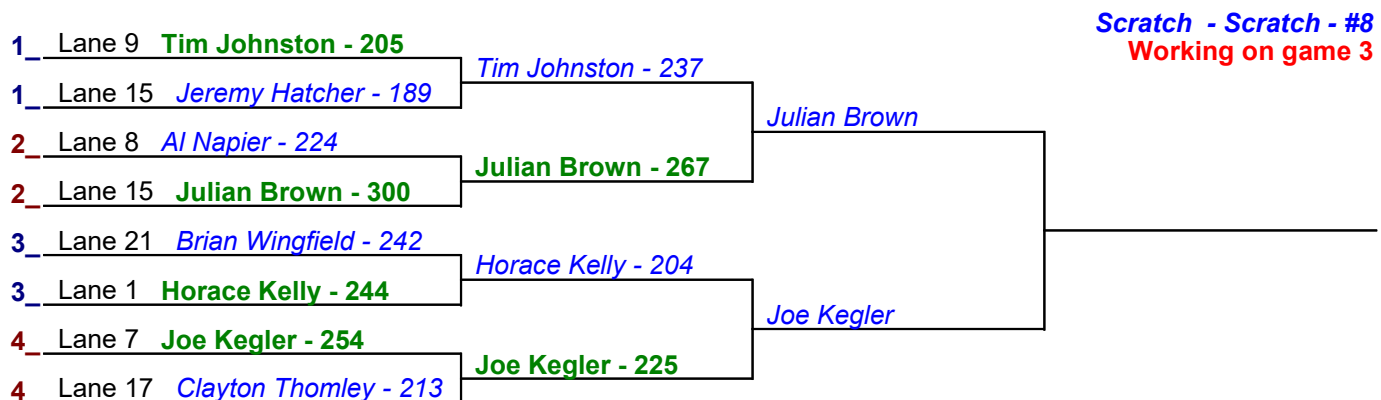 Scratch - Scratch - #8
Working on game 3
1_ Lane 9 Tim Johnston - 205
Tim Johnston - 237
1_ Lane 15 Jeremy Hatcher - 189
Julian Brown
2_ Lane 8 Al Napier - 224
Julian Brown - 267
2_ Lane 15 Julian Brown - 300
3_ Lane 21 Brian Wingfield - 242
Horace Kelly - 204
3_ Lane 1 Horace Kelly - 244
Joe Kegler
4_ Lane 7 Joe Kegler - 254
Joe Kegler - 225
4 Lane 17 Clayton Thomley - 213